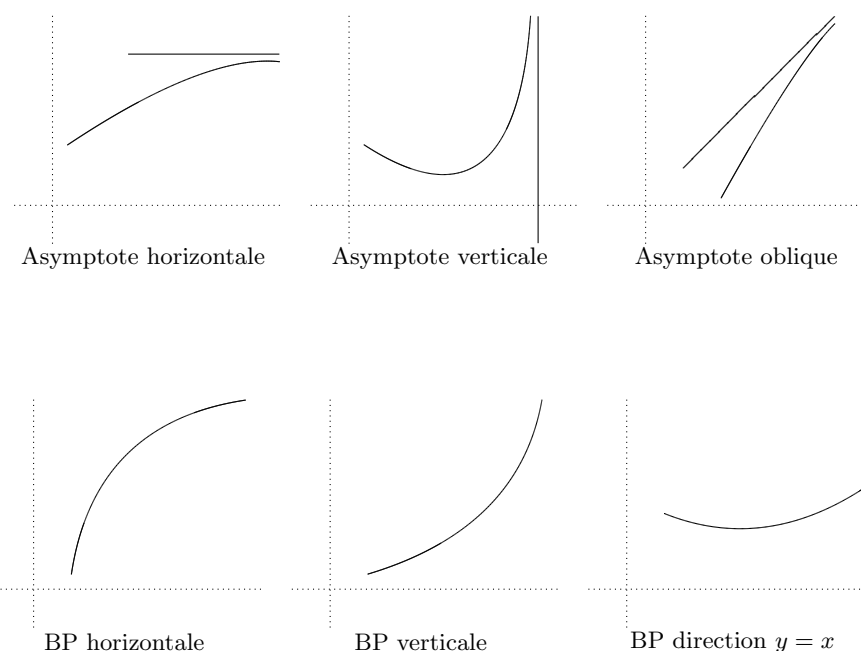 Asymptote horizontale
Asymptote verticale
Asymptote oblique
BP horizontale
BP verticale
BP direction y = x